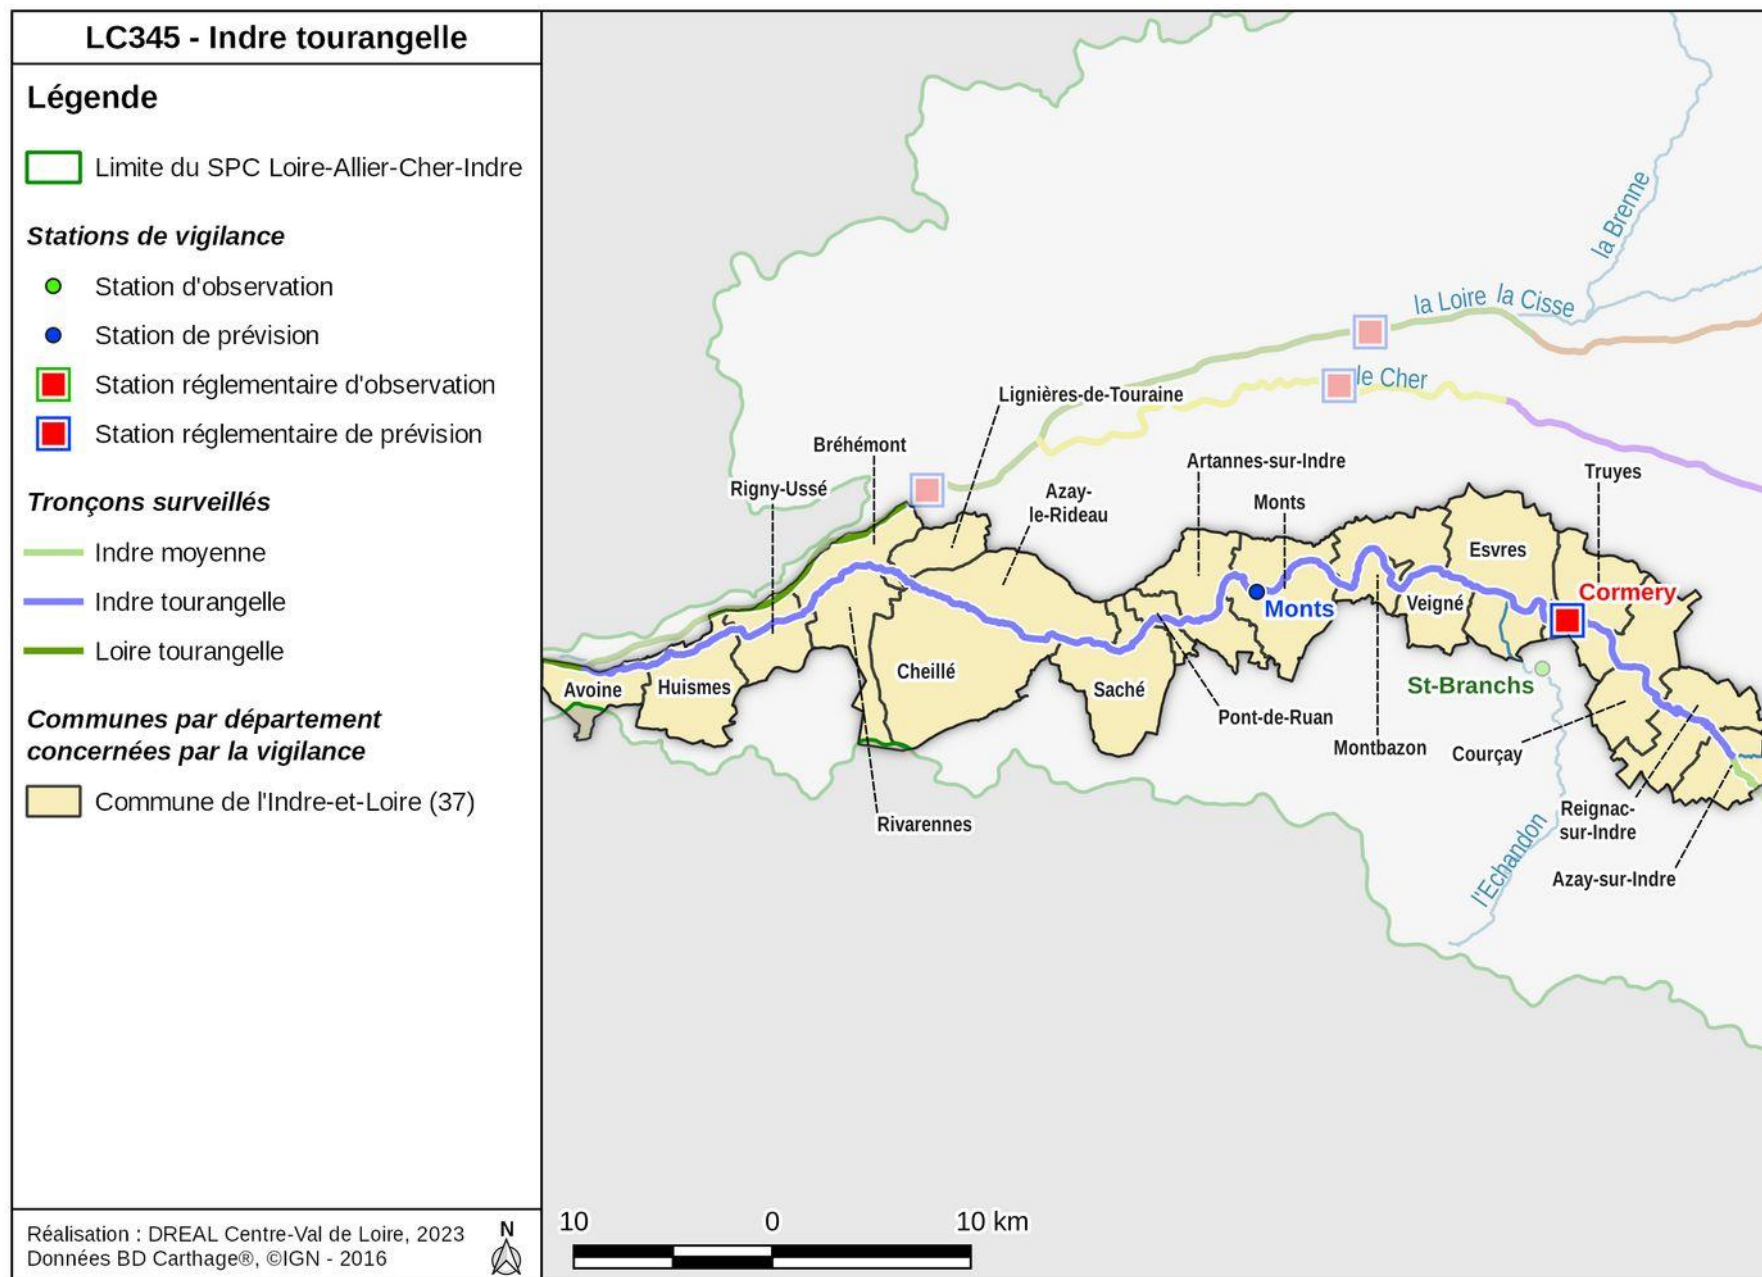 LC345 - Indre tourangelle
Légende
Limite du SPC Loire-Allier-Cher-Indre
Stations de vigilance
Station d'observation
Station de prévision
Station réglementaire d'observation
Station réglementaire de prévision
Tronçons surveillés
Indre moyenne
Indre tourangelle
Loire tourangelle
Communes par département
concernées par la vigilance
Commune de l'Indre-et-Loire (37)
Réalisation : DREAL Centre-Val de Loire, 2023
Données BD Carthage®, ©IGN - 2016
N
la Brenne
la Loire
la Cisse
le Cher
Lignières-de-Touraine
Bréhémont
Rigny-Ussé
Azay-
le-Rideau
Artannes-sur-Indre
Monts
Truyes
Esvres
Cormery
Monts
Veigné
St-Branchs
Avoine
Huismes
Cheillé
Saché
Pont-de-Ruan
Montbazon
Courçay
Rivarennes
Reignac-
sur-Indre
l'Echandon
Azay-sur-Indre
10 0 10 km